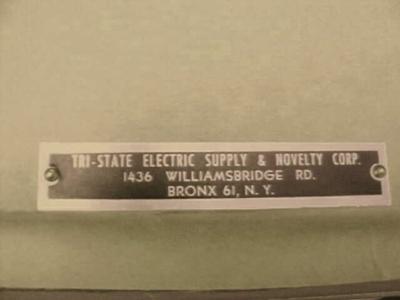 TRI-STATE ELECTRIC SUPPLY & NOVELTY CORP.
1436 WILLIAMSBRIDGE RD.
BRONX 61, N. Y.